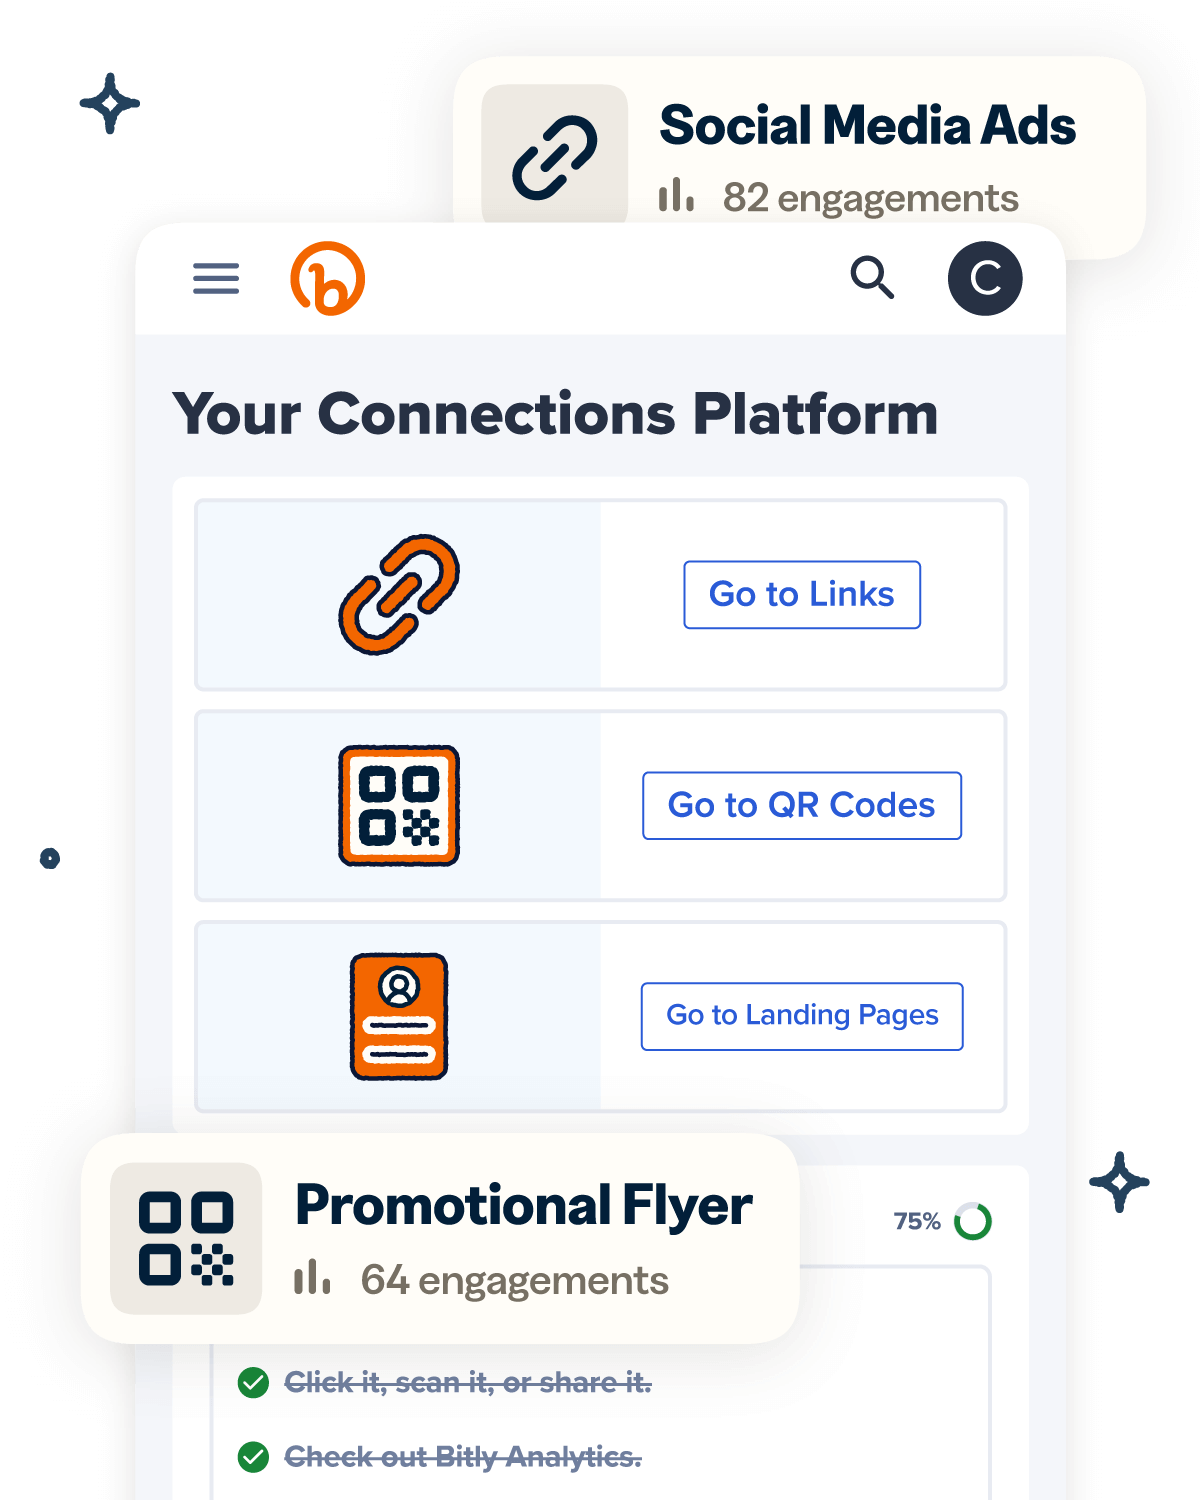 Social Media Ads
82 engagements
b
C
Your Connections Platform
Go to Links
Go to QR Codes
Go to Landing Pages
Promotional Flyer
64 engagements
75%
Click it, scan it, or share it.
Check out Bitly Analytics.